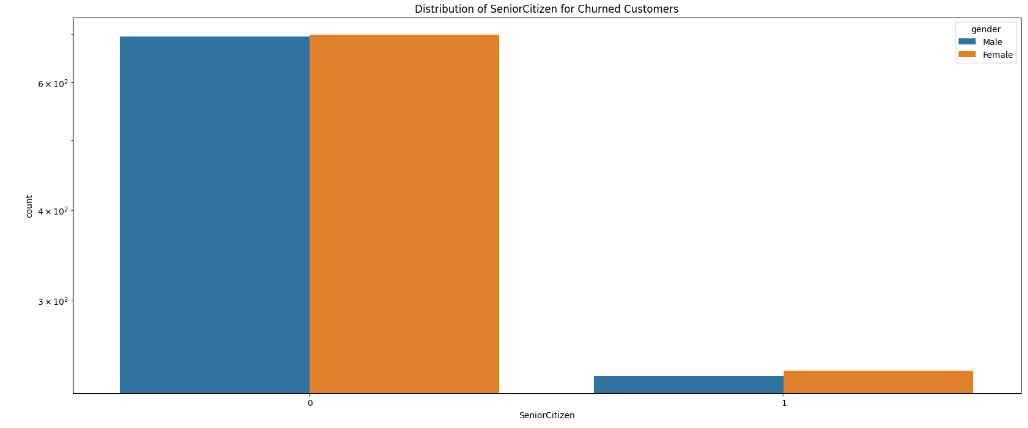 Distribution of SeniorCitizen for Churned Customers
gender
Male
Female
6 × 10²
4 × 10²
3 × 10²
count
0
1
SeniorCitizen